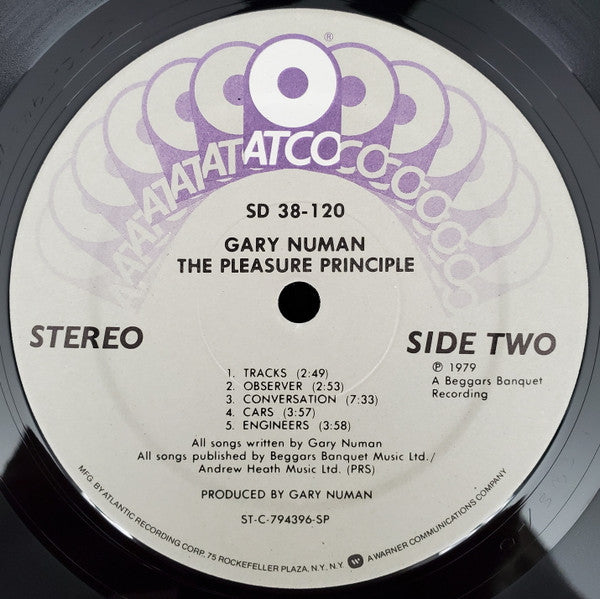 ®
ATCO
SD 38-120
GARY NUMAN
THE PLEASURE PRINCIPLE
STEREO
SIDE TWO
℗ 1979
A Beggars Banquet
Recording
1. TRACKS (2:49)
2. OBSERVER (2:53)
3. CONVERSATION (7:33)
4. CARS (3:57)
5. ENGINEERS (3:58)
All songs written by Gary Numan
All songs published by Beggars Banquet Music Ltd./
Andrew Heath Music Ltd. (PRS)
PRODUCED BY GARY NUMAN
ST-C-794396-SP
MFG. BY ATLANTIC RECORDING CORP. 75 ROCKEFELLER PLAZA, N.Y., N.Y. A WARNER COMMUNICATIONS COMPANY